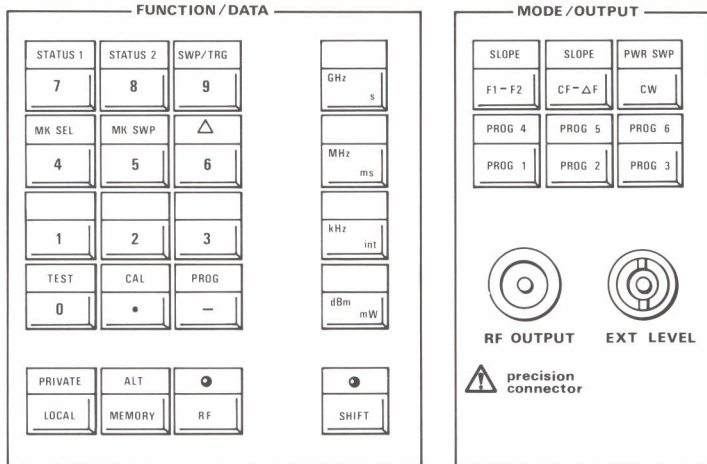 FUNCTION/DATA
STATUS 1 STATUS 2 SWP/TRG
7 8 9
GHz
s
MK SEL MK SWP △
4 5 6
MHz
ms
1 2 3
kHz
int
TEST CAL PROG
0 • —
dBm
mW
PRIVATE ALT
LOCAL MEMORY RF SHIFT
MODE/OUTPUT
SLOPE SLOPE PWR SWP
F1-F2 CF-△F CW
PROG 4 PROG 5 PROG 6
PROG 1 PROG 2 PROG 3
RF OUTPUT EXT LEVEL
precision
connector